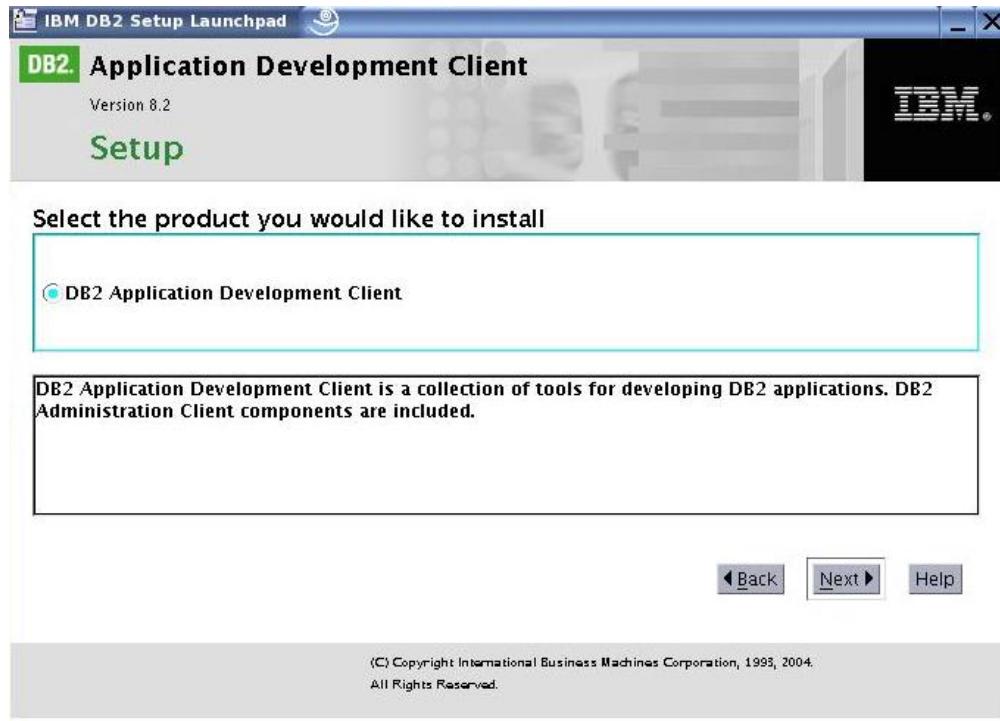 IBM DB2 Setup Launchpad
DB2. Application Development Client
Version 8.2
IBM.
Setup
Select the product you would like to install
DB2 Application Development Client
DB2 Application Development Client is a collection of tools for developing DB2 applications. DB2
Administration Client components are included.
Back Next Help
(C) Copyright International Business Machines Corporation, 1993, 2004.
All Rights Reserved.